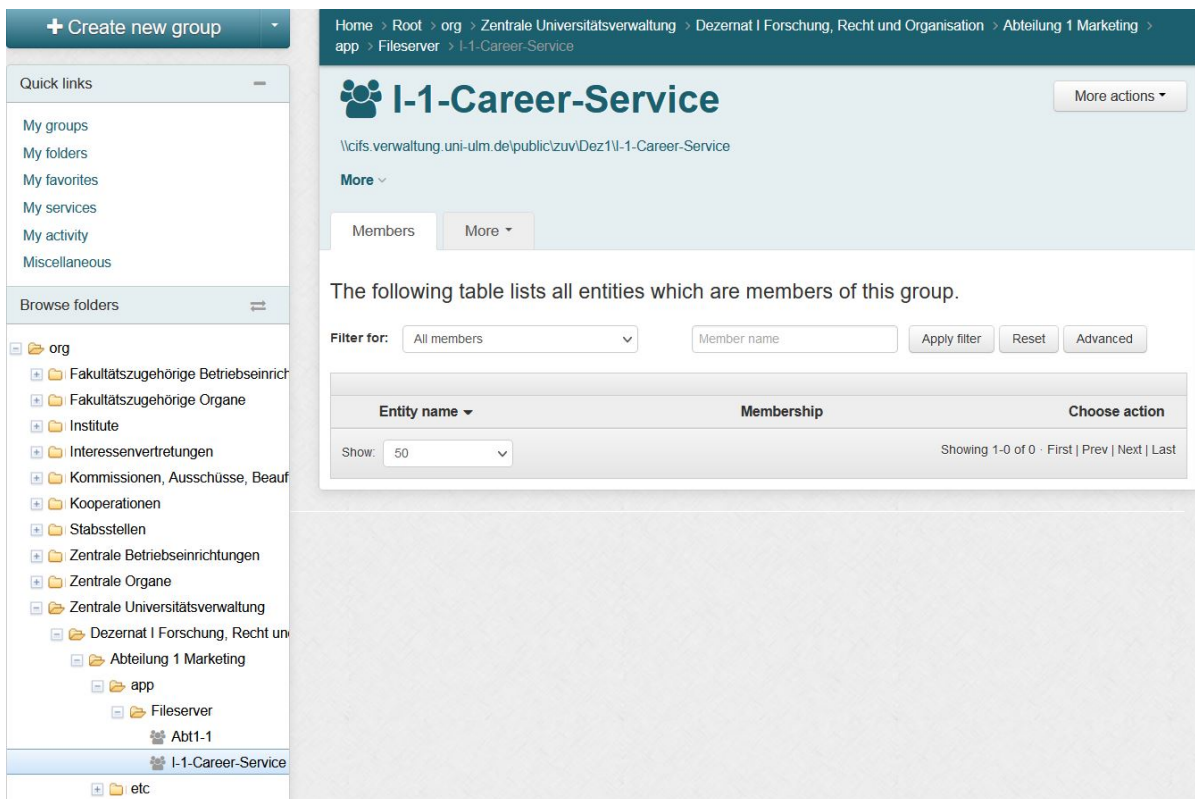 + Create new group
Quick links
My groups
My folders
My favorites
My services
My activity
Miscellaneous
Browse folders
org
Fakultätszugehörige Betriebseinrich
Fakultätszugehörige Organe
Institute
Interessenvertretungen
Kommissionen, Ausschüsse, Beauf
Kooperationen
Stabsstellen
Zentrale Betriebseinrichtungen
Zentrale Organe
Zentrale Universitätsverwaltung
Dezernat I Forschung, Recht un
Abteilung 1 Marketing
app
Fileserver
Abt1-1
I-1-Career-Service
etc
Home > Root > org > Zentrale Universitätsverwaltung > Dezernat I Forschung, Recht und Organisation > Abteilung 1 Marketing >
app > Fileserver > I-1-Career-Service
I-1-Career-Service
More actions
\\cifs.verwaltung.uni-ulm.de\public\zuv\Dez1\I-1-Career-Service
More
Members More
The following table lists all entities which are members of this group.
Filter for: All members Member name Apply filter Reset Advanced
Entity name Membership Choose action
Show: 50 Showing 1-0 of 0 · First | Prev | Next | Last